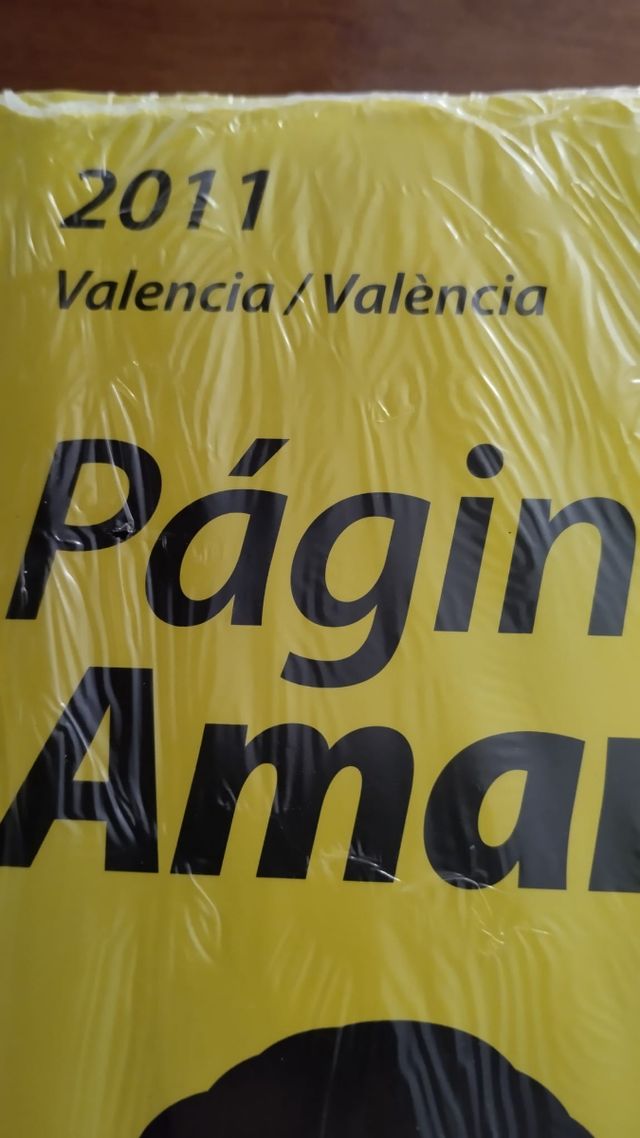 2011
Valencia / València
Págin
Amar